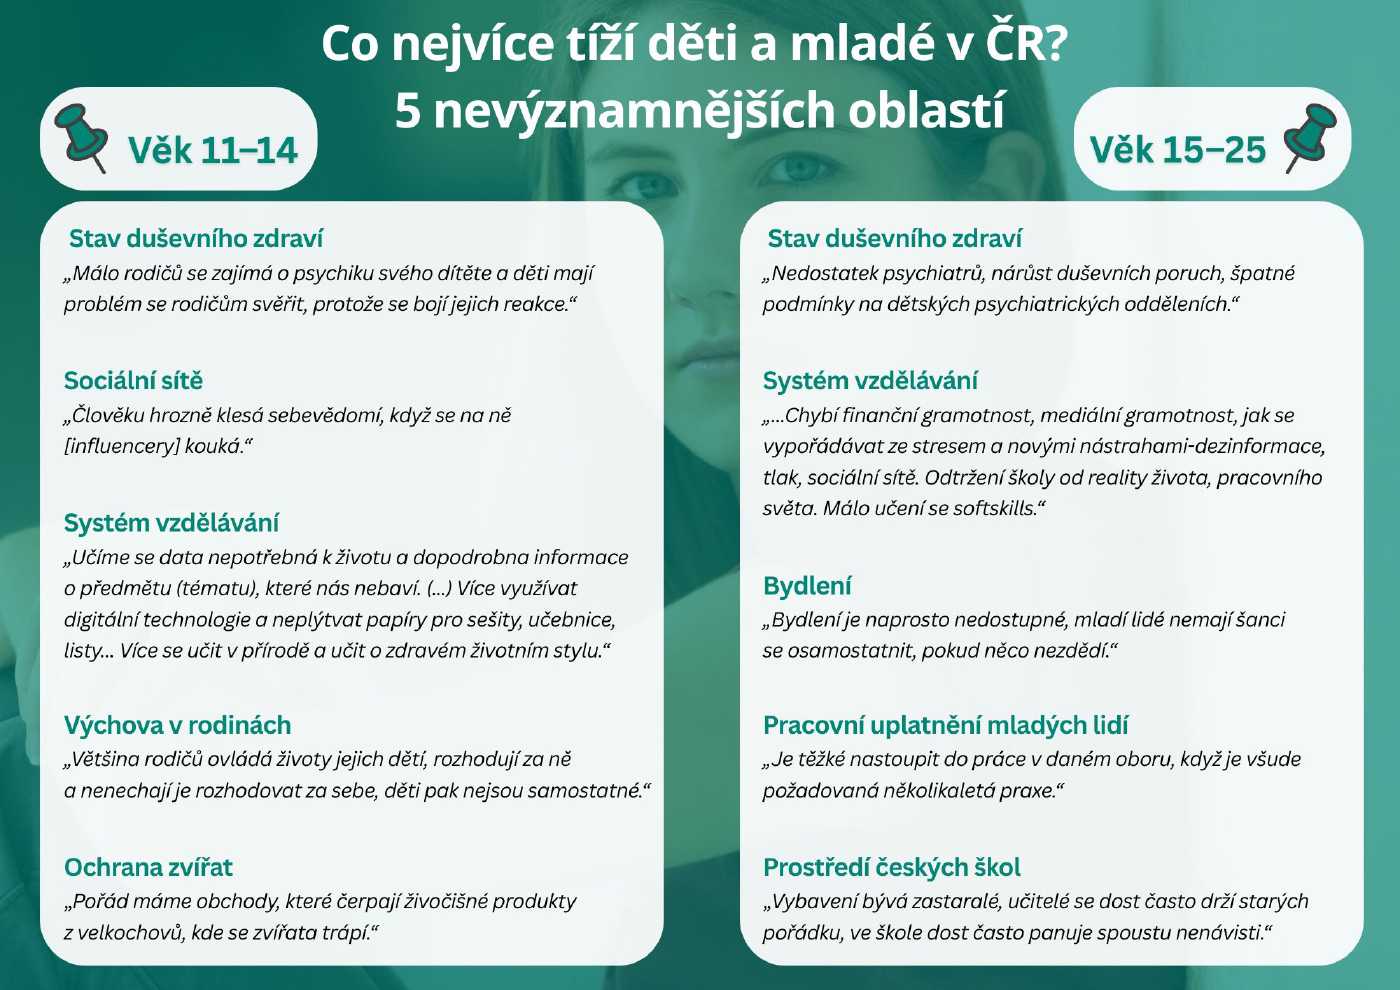 Co nejvíce tíží děti a mladé v ČR?
5 nevýznamnějších oblastí
Věk 11–14
Stav duševního zdraví
„Málo rodičů se zajímá o psychiku svého dítěte a děti mají
problém se rodičům svěřit, protože se bojí jejich reakce.“
Sociální sítě
„Člověku hrozně klesá sebevědomí, když se na ně
[influencery] kouká.“
Systém vzdělávání
„Učíme se data nepotřebná k životu a dopodrobna informace
o předmětu (tématu), které nás nebaví. (...) Více využívat
digitální technologie a neplýtvat papíry pro sešity, učebnice,
listy... Více se učit v přírodě a učit o zdravém životním stylu.“
Výchova v rodinách
„Většina rodičů ovládá životy jejich dětí, rozhodují za ně
a nenechají je rozhodovat za sebe, děti pak nejsou samostatné.“
Ochrana zvířat
„Pořád máme obchody, které čerpají živočišné produkty
z velkochovů, kde se zvířata trápí.“
Věk 15–25
Stav duševního zdraví
„Nedostatek psychiatrů, nárůst duševních poruch, špatné
podmínky na dětských psychiatrických odděleních.“
Systém vzdělávání
„...Chybí finanční gramotnost, mediální gramotnost, jak se
vypořádávat ze stresem a novými nástrahami-dezinformace,
tlak, sociální sítě. Odtržení školy od reality života, pracovního
světa. Málo učení se softskills.“
Bydlení
„Bydlení je naprosto nedostupné, mladí lidé nemají šanci
se osamostatnit, pokud něco nezdědí.“
Pracovní uplatnění mladých lidí
„Je těžké nastoupit do práce v daném oboru, když je všude
požadovaná několikaletá praxe.“
Prostředí českých škol
„Vybavení bývá zastaralé, učitelé se dost často drží starých
pořádku, ve škole dost často panuje spoustu nenávisti.“